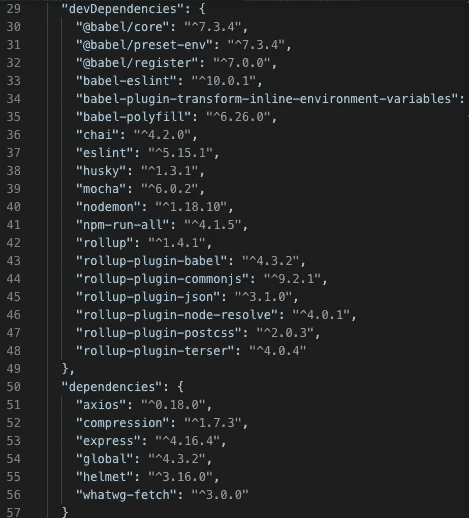 29 "devDependencies": {
30 "@babel/core": "^7.3.4",
31 "@babel/preset-env": "^7.3.4",
32 "@babel/register": "^7.0.0",
33 "babel-eslint": "^10.0.1",
34 "babel-plugin-transform-inline-environment-variables":
35 "babel-polyfill": "^6.26.0",
36 "chai": "^4.2.0",
37 "eslint": "^5.15.1",
38 "husky": "^1.3.1",
39 "mocha": "^6.0.2",
40 "nodemon": "^1.18.10",
41 "npm-run-all": "^4.1.5",
42 "rollup": "^1.4.1",
43 "rollup-plugin-babel": "^4.3.2",
44 "rollup-plugin-commonjs": "^9.2.1",
45 "rollup-plugin-json": "^3.1.0",
46 "rollup-plugin-node-resolve": "^4.0.1",
47 "rollup-plugin-postcss": "^2.0.3",
48 "rollup-plugin-terser": "^4.0.4"
49 },
50 "dependencies": {
51 "axios": "^0.18.0",
52 "compression": "^1.7.3",
53 "express": "^4.16.4",
54 "global": "^4.3.2",
55 "helmet": "^3.16.0",
56 "whatwg-fetch": "^3.0.0"
57 }